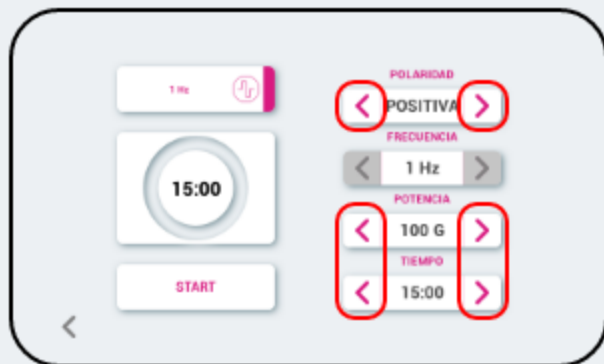 1 Hz
15:00
START
POLARIDAD
POSITIVA
FRECUENCIA
1 Hz
POTENCIA
100 G
TIEMPO
15:00